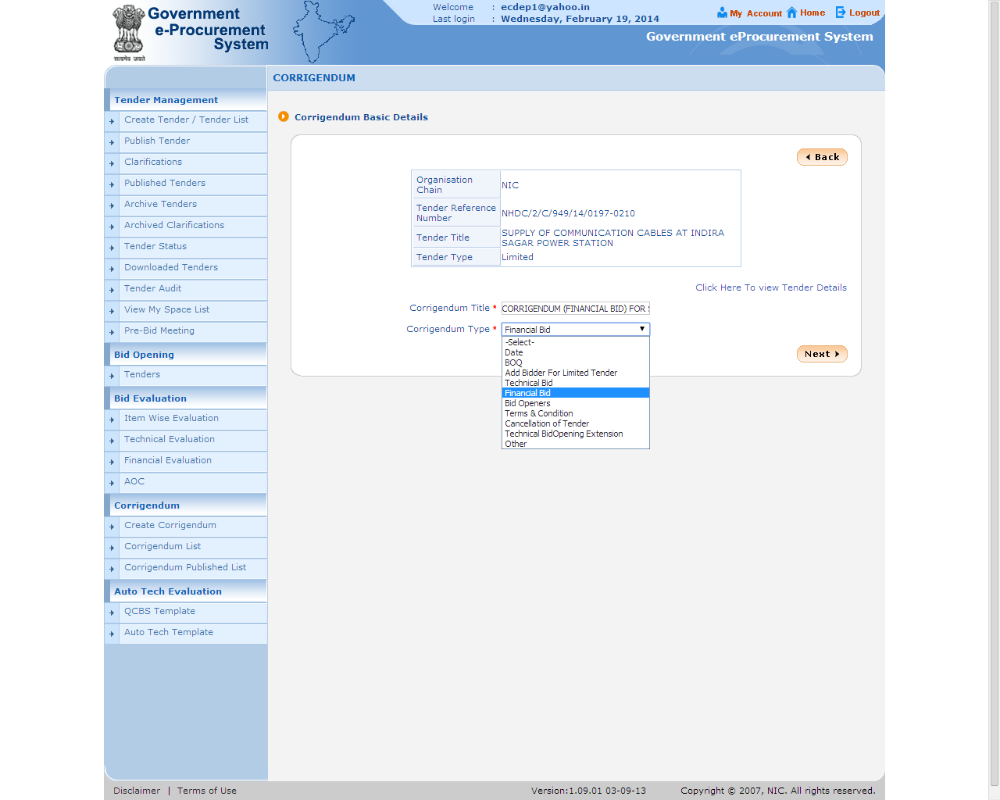 Government
e-Procurement
System
सत्यमेव जयते
Welcome : ecdep1@yahoo.in
Last login : Wednesday, February 19, 2014
My Account Home Logout
Government eProcurement System
CORRIGENDUM
Tender Management
Create Tender / Tender List
Publish Tender
Clarifications
Published Tenders
Archive Tenders
Archived Clarifications
Tender Status
Downloaded Tenders
Tender Audit
View My Space List
Pre-Bid Meeting
Bid Opening
Tenders
Bid Evaluation
Item Wise Evaluation
Technical Evaluation
Financial Evaluation
AOC
Corrigendum
Create Corrigendum
Corrigendum List
Corrigendum Published List
Auto Tech Evaluation
QCBS Template
Auto Tech Template
Corrigendum Basic Details
Back
Organisation
Chain
NIC
Tender Reference
Number
NHDC/2/C/949/14/0197-0210
Tender Title
SUPPLY OF COMMUNICATION CABLES AT INDIRA
SAGAR POWER STATION
Tender Type
Limited
Click Here To view Tender Details
Corrigendum Title * CORRIGENDUM (FINANCIAL BID) FOR
Corrigendum Type * Financial Bid
-Select-
Date
BOQ
Add Bidder For Limited Tender
Technical Bid
Financial Bid
Bid Openers
Terms & Condition
Cancellation of Tender
Technical BidOpening Extension
Other
Next
Disclaimer | Terms of Use
Version:1.09.01 03-09-13
Copyright © 2007, NIC. All rights reserved.